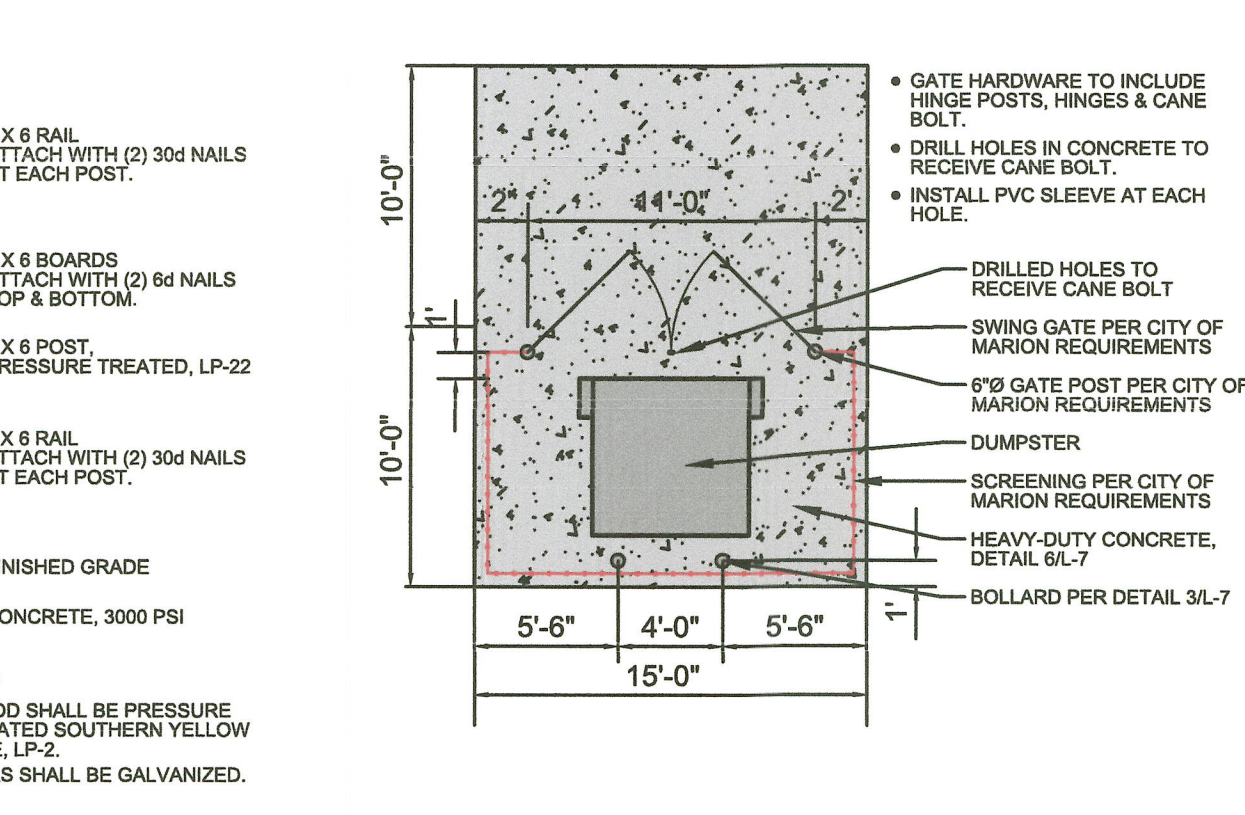 X 6 RAIL
TTACH WITH (2) 30d NAILS
T EACH POST.
X 6 BOARDS
TTACH WITH (2) 6d NAILS
OP & BOTTOM.
X 6 POST,
RESSURE TREATED, LP-22
X 6 RAIL
TTACH WITH (2) 30d NAILS
T EACH POST.
NISHED GRADE
ONCRETE, 3000 PSI
OD SHALL BE PRESSURE
ATED SOUTHERN YELLOW
E, LP-2.
S SHALL BE GALVANIZED.
10'-0"
2"
11'-0"
2'
1'
10'-0"
5'-6"
4'-0"
5'-6"
15'-0"
1'
• GATE HARDWARE TO INCLUDE
HINGE POSTS, HINGES & CANE
BOLT.
• DRILL HOLES IN CONCRETE TO
RECEIVE CANE BOLT.
• INSTALL PVC SLEEVE AT EACH
HOLE.
DRILLED HOLES TO
RECEIVE CANE BOLT
SWING GATE PER CITY OF
MARION REQUIREMENTS
6"Ø GATE POST PER CITY OF
MARION REQUIREMENTS
DUMPSTER
SCREENING PER CITY OF
MARION REQUIREMENTS
HEAVY-DUTY CONCRETE,
DETAIL 6/L-7
BOLLARD PER DETAIL 3/L-7